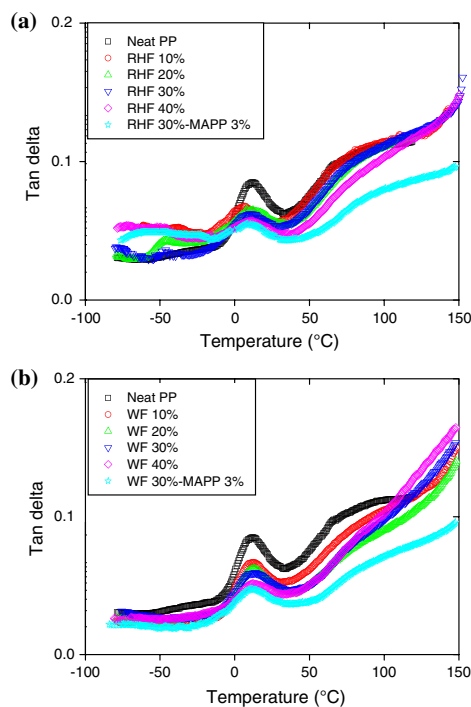 (a)
0.2
0.1
0.0
Tan delta
Neat PP
RHF 10%
RHF 20%
RHF 30%
RHF 40%
RHF 30%-MAPP 3%
-100 -50 0 50 100 150
Temperature (°C)
(b)
0.2
0.1
0.0
Tan delta
Neat PP
WF 10%
WF 20%
WF 30%
WF 40%
WF 30%-MAPP 3%
-100 -50 0 50 100 150
Temperature (°C)